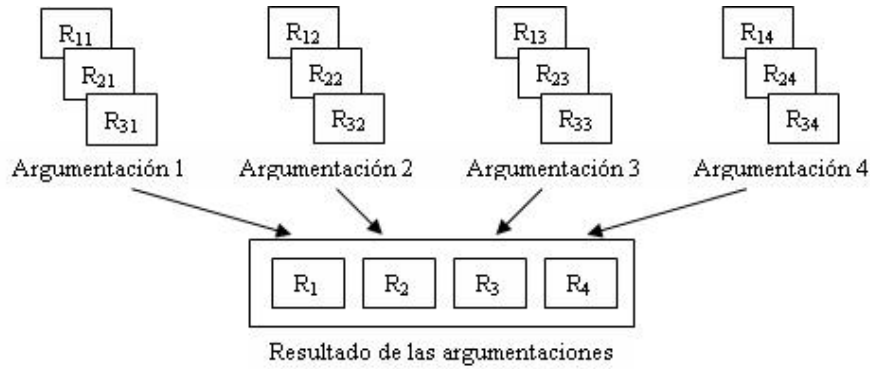 R11 R12 R13 R14
R21 R22 R23 R24
R31 R32 R33 R34
Argumentación 1 Argumentación 2 Argumentación 3 Argumentación 4
R1 R2 R3 R4
Resultado de las argumentaciones